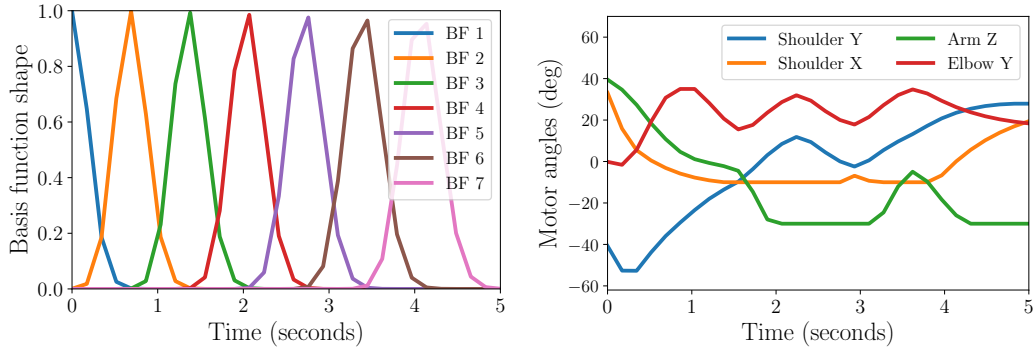 Basis function shape
1.0
0.8
0.6
0.4
0.2
0.0
BF 1
BF 2
BF 3
BF 4
BF 5
BF 6
BF 7
0 1 2 3 4 5
Time (seconds)
Motor angles (deg)
60
40
20
0
−20
−40
−60
Shoulder Y Arm Z
Shoulder X Elbow Y
0 1 2 3 4 5
Time (seconds)